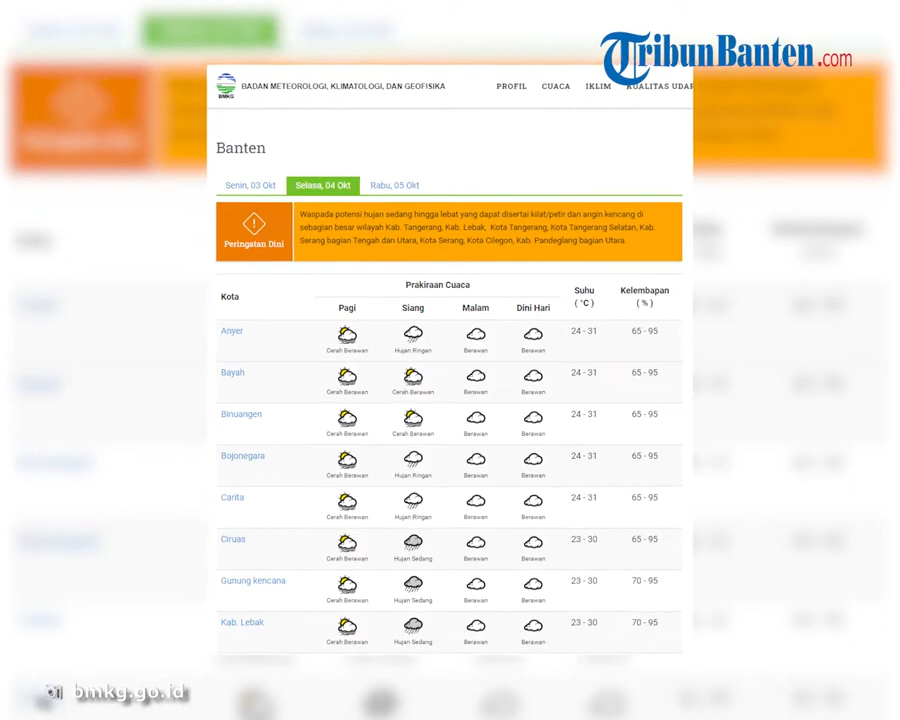 TribunBanten.com
BMKG
BADAN METEOROLOGI, KLIMATOLOGI, DAN GEOFISIKA
PROFIL CUACA IKLIM KUALITAS UDAR
Banten
Senin, 03 Okt Selasa, 04 Okt Rabu, 05 Okt
Waspada potensi hujan sedang hingga lebat yang dapat disertai kilat/petir dan angin kencang di
sebagian besar wilayah Kab. Tangerang, Kab. Lebak, Kota Tangerang, Kota Tangerang Selatan, Kab.
Serang bagian Tengah dan Utara, Kota Serang, Kota Cilegon, Kab. Pandeglang bagian Utara.
Peringatan Dini
Kota Prakiraan Cuaca Suhu Kelembapan
Pagi Siang Malam Dini Hari ( °C ) ( % )
Anyer 24 - 31 65 - 95
Cerah Berawan Hujan Ringan Berawan Berawan
Bayah 24 - 31 65 - 95
Cerah Berawan Cerah Berawan Berawan Berawan
Binuangen 24 - 31 65 - 95
Cerah Berawan Cerah Berawan Berawan Berawan
Bojonegara 24 - 31 65 - 95
Cerah Berawan Hujan Ringan Berawan Berawan
Carita 24 - 31 65 - 95
Cerah Berawan Hujan Ringan Berawan Berawan
Ciruas 23 - 30 65 - 95
Cerah Berawan Hujan Sedang Berawan Berawan
Gunung kencana 23 - 30 70 - 95
Cerah Berawan Hujan Sedang Berawan Berawan
Kab. Lebak 23 - 30 70 - 95
Cerah Berawan Hujan Sedang Berawan Berawan
bmkg.go.id